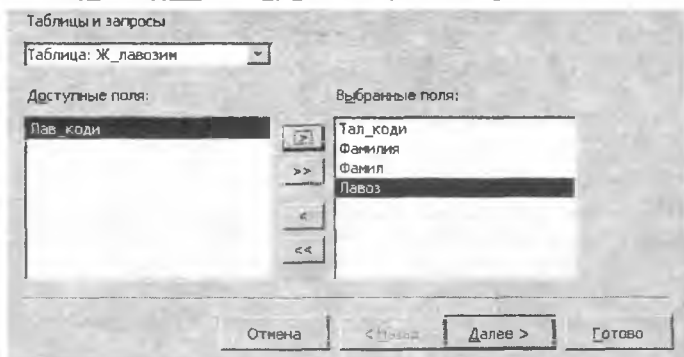 Таблицы и запросы
Таблица: Ж_лавозим
Доступные поля:
Выбранные поля:
Лав_коди
>
Тал_коди
Фамилия
>>
Фамил
Лавоз
<
<<
Отмена
< Назад
Далее >
Готово